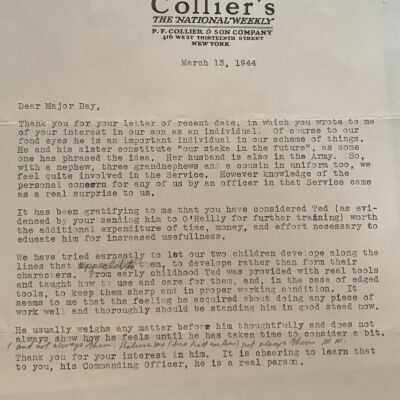 Collier's
THE NATIONAL WEEKLY
P. F. COLLIER & SON COMPANY
416 WEST THIRTEENTH STREET
NEW YORK
March 13, 1944
Dear Major Day,
Thank you for your letter of recent date, in which you wrote to me
of your interest in our son as an individual. Of course to our
fond eyes he is an important individual in our scheme of things.
He and his sister constitute "our stake in the future", as some
one has phrased the idea. Her husband is also in the Army. So,
with a nephew, three grandnephews and a cousin in uniform too, we
feel quite involved in the Service. However knowledge of the
personal concern for any of us by an officer in that Service came
as a real surprise to us.
It has been gratifying to me that you have considered Ted (as evi-
denced by your sending him to O'Reilly for further training) worth
the additional expenditure of time, money, and effort necessary to
educate him for increased usefulness.
We have tried earnestly to let our two children develope along the
lines that appealed to them, to develope rather than form their
characters. From early childhood Ted was provided with real tools
and taught how to use and care for them, and, in the case of edged
tools, to keep them sharp and in proper working condition. It
seems to me that the feeling he acquired about doing any piece of
work well and thoroughly should be standing him in good stead now.
He usually weighs any matter before him thoughtfully and does not
always show how he feels until he has taken time to consider a bit.
and not always then. Believe me not always then M.M.
Thank you for your interest in him. It is cheering to learn that
to you, his Commanding Officer, he is a real person.